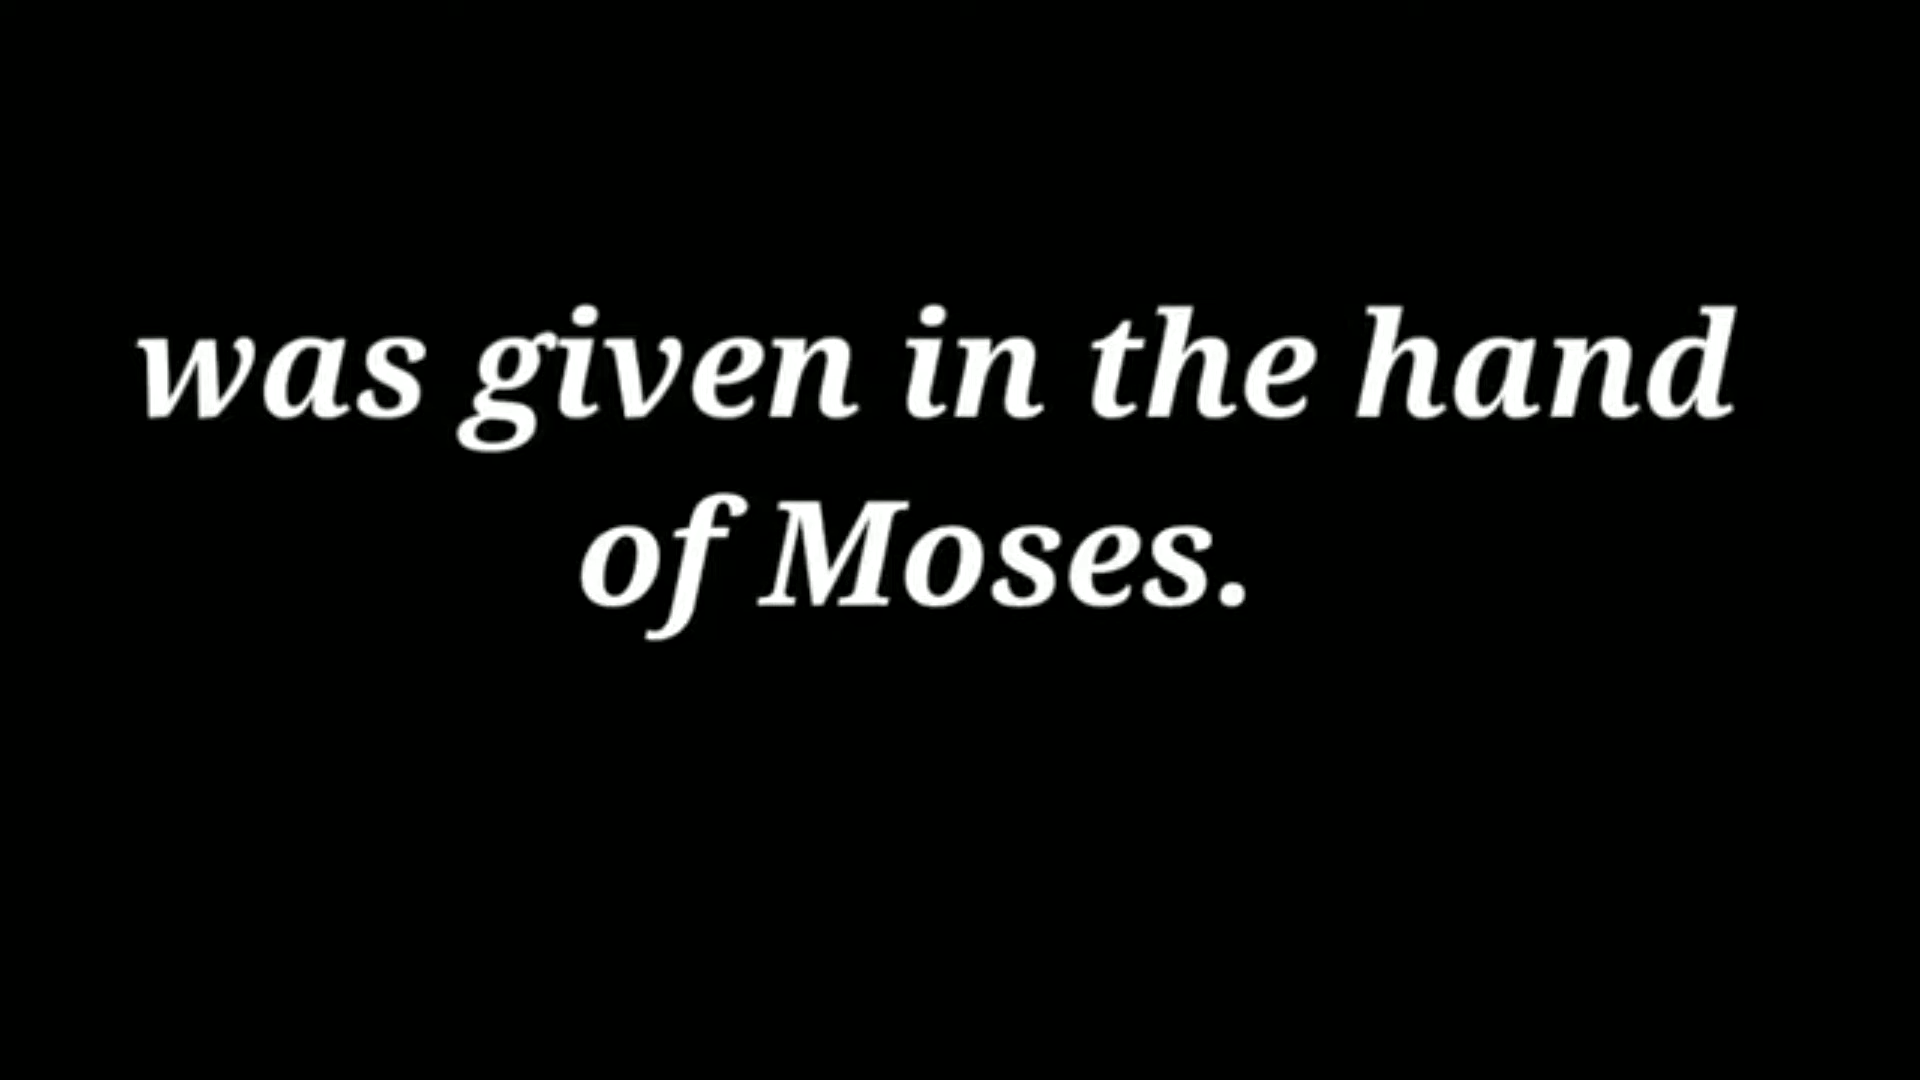 was given in the hand
of Moses.